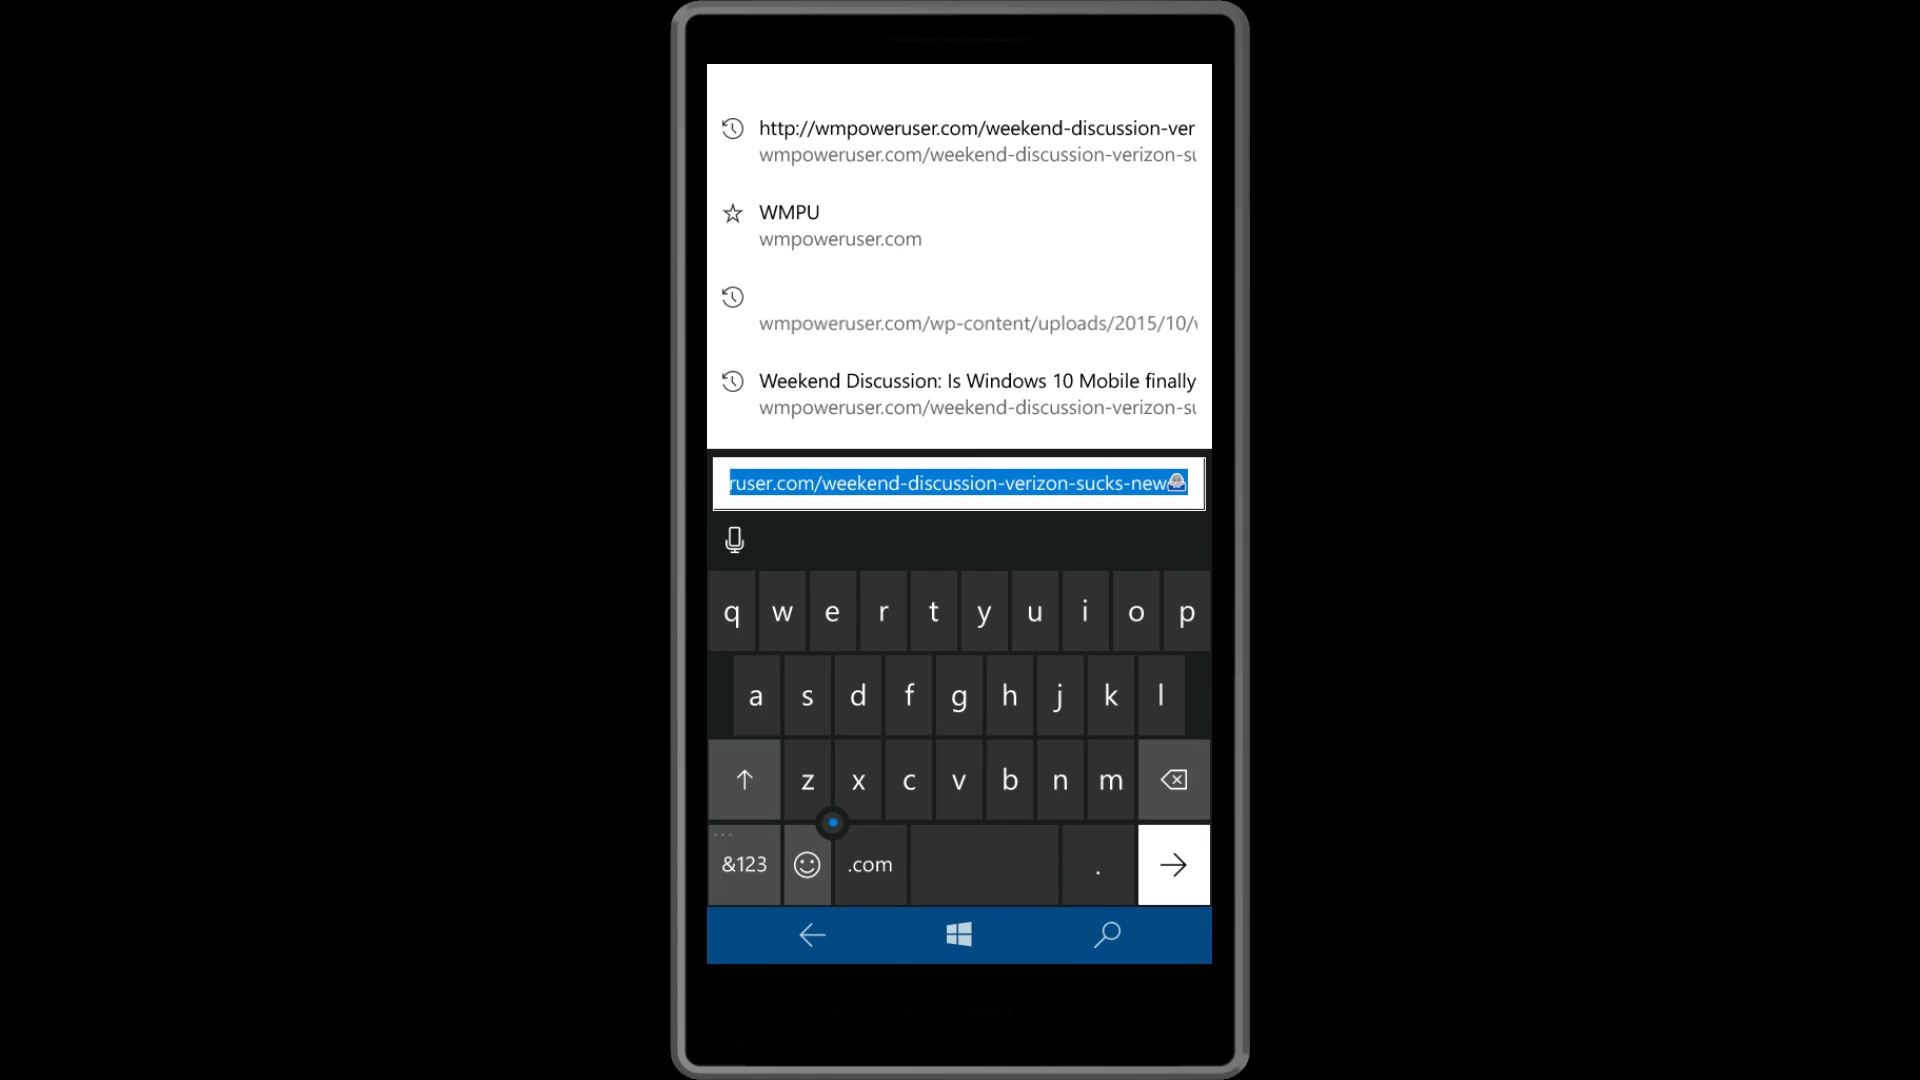 http://wmpoweruser.com/weekend-discussion-ver
wmpoweruser.com/weekend-discussion-verizon-su
WMPU
wmpoweruser.com
wmpoweruser.com/wp-content/uploads/2015/10/
Weekend Discussion: Is Windows 10 Mobile finally
wmpoweruser.com/weekend-discussion-verizon-su
ruser.com/weekend-discussion-verizon-sucks-new
q w e r t y u i o p
a s d f g h j k l
z x c v b n m
&123 .com .